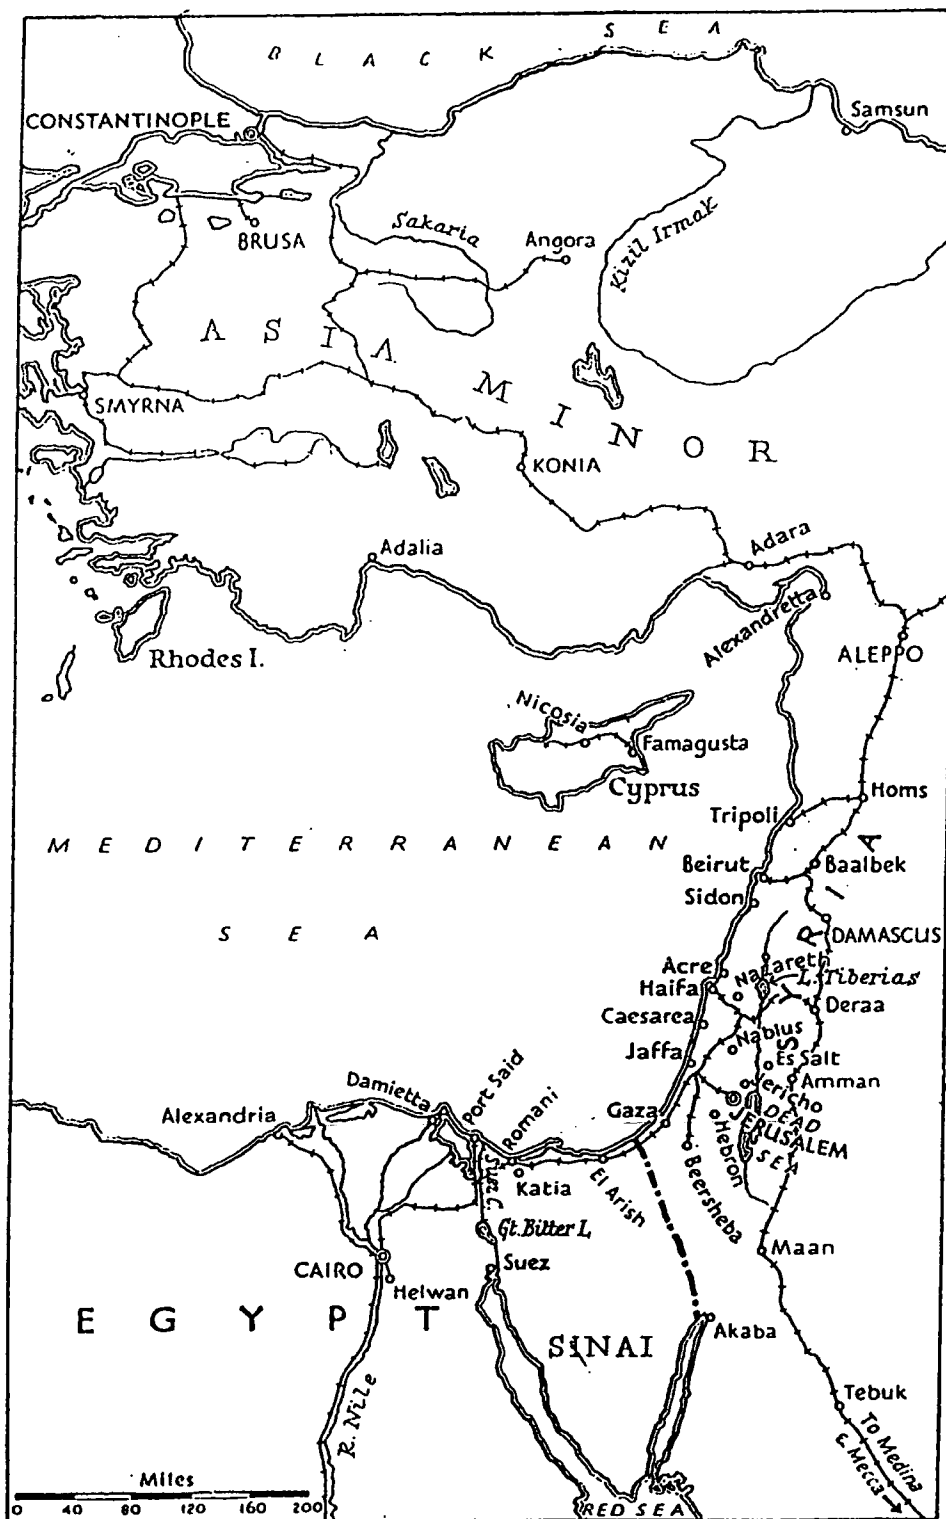 BLACK SEA
CONSTANTINOPLE
Samsun
BRUSA
Sakaria
Angora
Kizil Irmak
ASIA MINOR
SMYRNA
KONIA
Adalia
Adara
Alexandretta
ALEPPO
Rhodes I.
Nicosia
Famagusta
Cyprus
Homs
Tripoli
MEDITERRANEAN
SEA
Beirut
Baalbek
Sidon
SYRIA
DAMASCUS
Acre
Nazareth
L. Tiberias
Haifa
Deraa
Caesarea
Nablus
Jaffa
Es Salt
Jericho
Amman
DEAD
SEA
JERUSALEM
Hebron
Gaza
Beersheba
Damietta
Port Said
Romani
Alexandria
Katia
El Arish
Suez C.
Gt. Bitter L
Maan
CAIRO
Suez
Helwan
EGYPT
SINAI
Akaba
R. Nile
Tebuk
To Medina
& Mecca
Miles
0 40 80 120 160 200
RED SEA